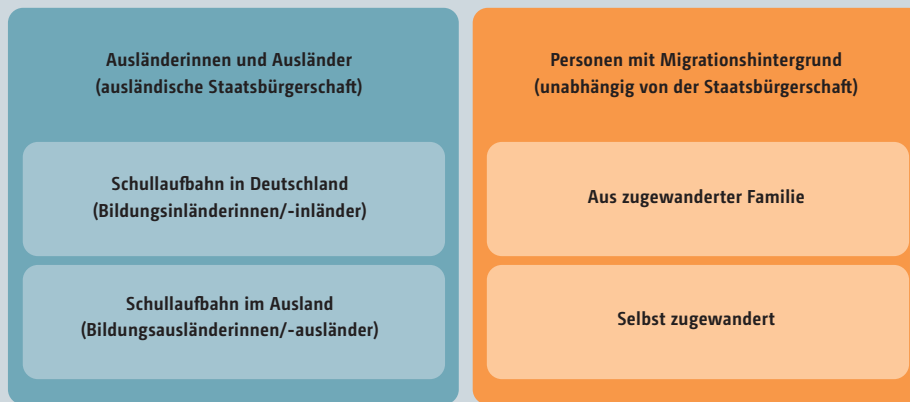 Ausländerinnen und Ausländer
(ausländische Staatsbürgerschaft)
Schullaufbahn in Deutschland
(Bildungsinländerinnen/-inländer)
Schullaufbahn im Ausland
(Bildungsausländerinnen/-ausländer)
Personen mit Migrationshintergrund
(unabhängig von der Staatsbürgerschaft)
Aus zugewanderter Familie
Selbst zugewandert